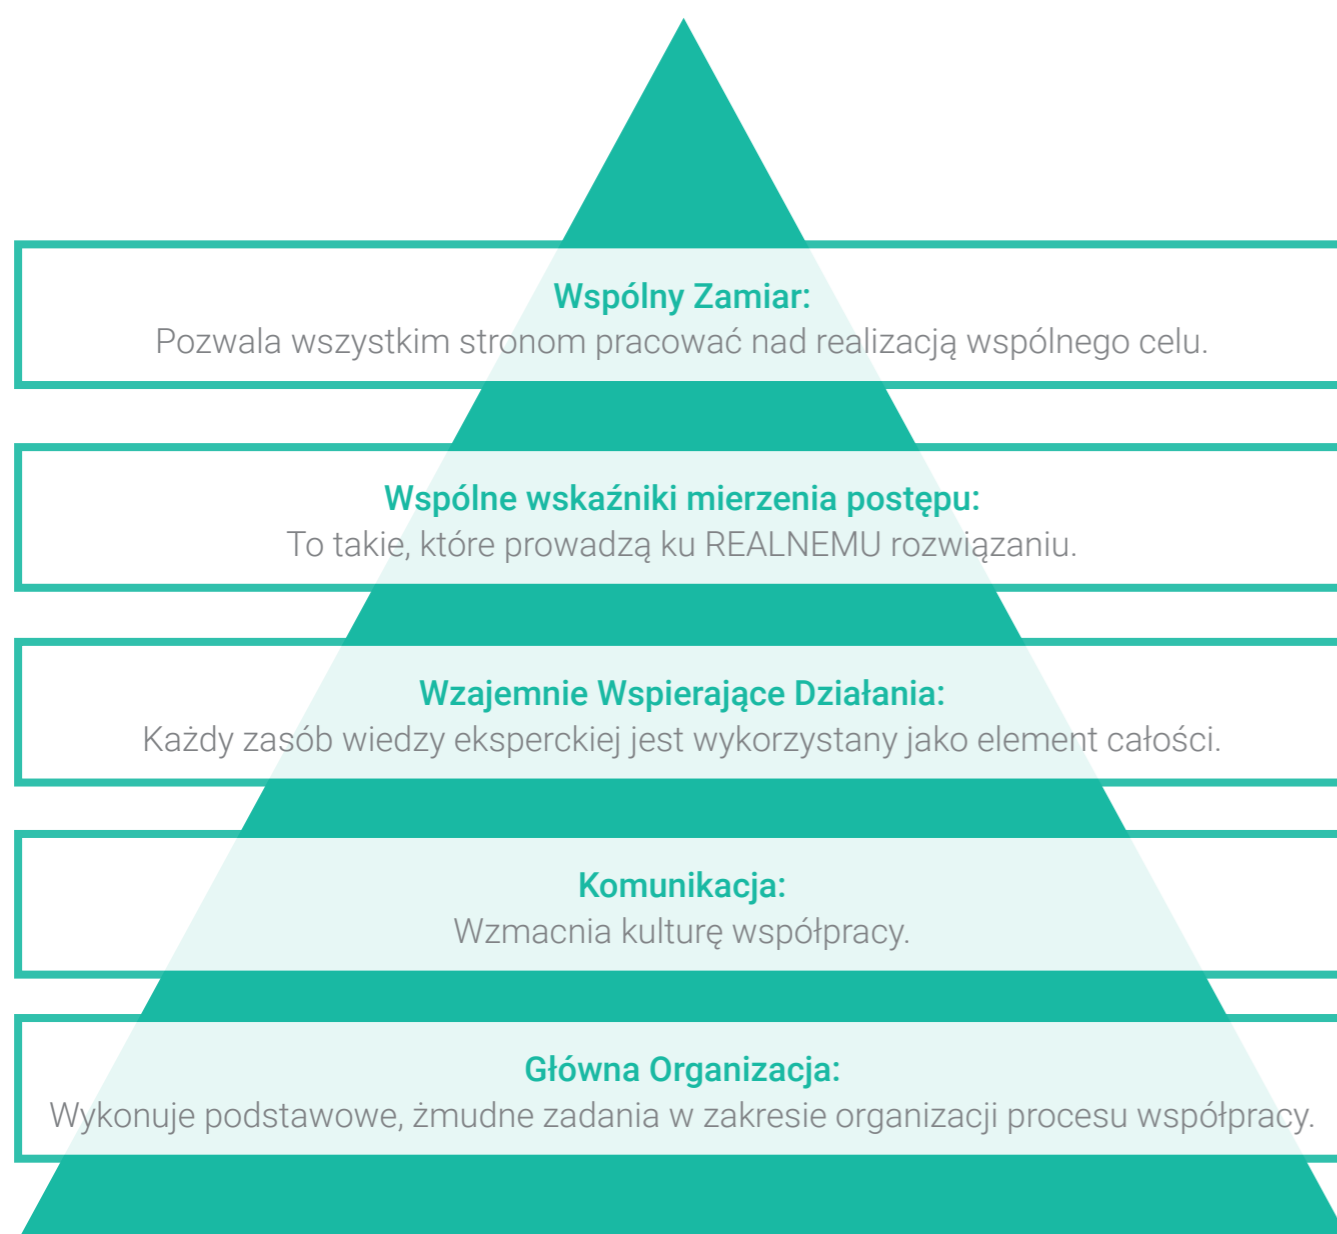 Wspólny Zamiar:
Pozwala wszystkim stronom pracować nad realizacją wspólnego celu.
Wspólne wskaźniki mierzenia postępu:
To takie, które prowadzą ku REALNEMU rozwiązaniu.
Wzajemnie Wspierające Działania:
Każdy zasób wiedzy eksperckiej jest wykorzystany jako element całości.
Komunikacja:
Wzmacnia kulturę współpracy.
Główna Organizacja:
Wykonuje podstawowe, żmudne zadania w zakresie organizacji procesu współpracy.